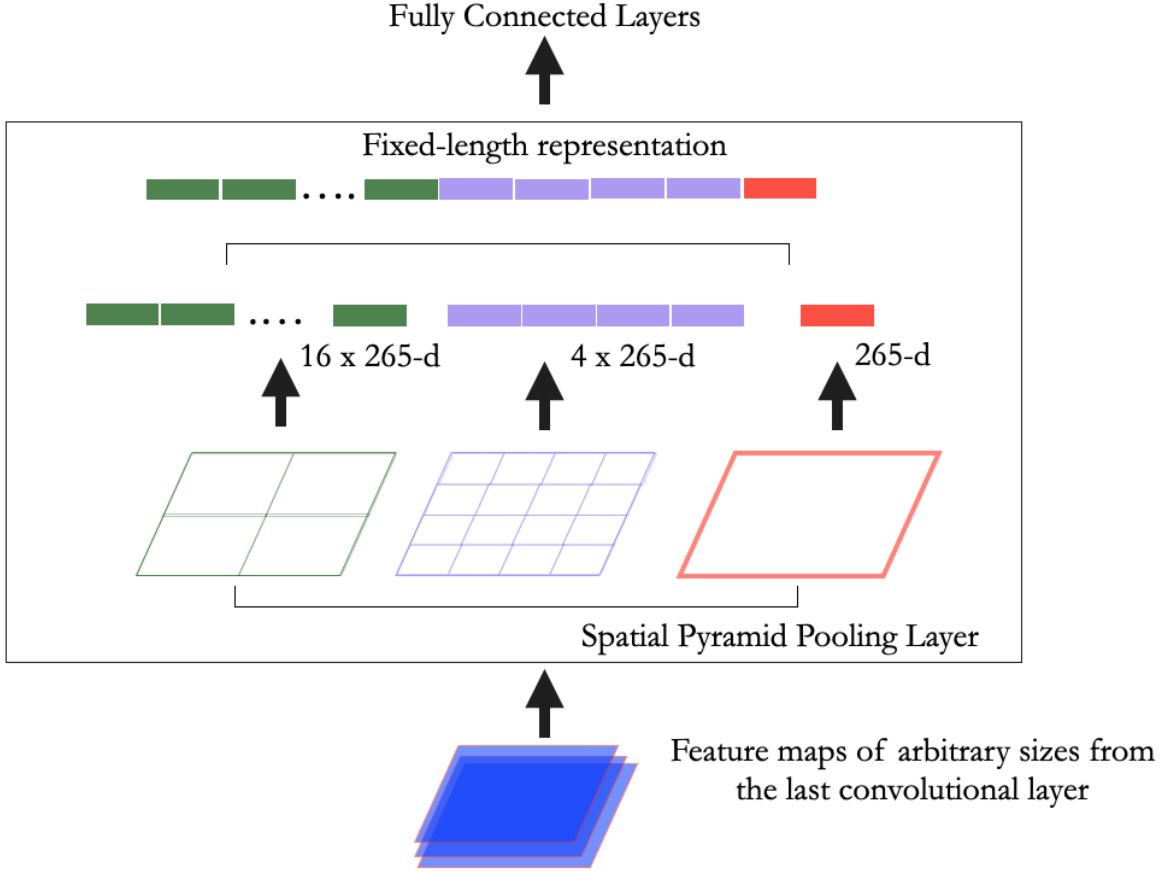 Fully Connected Layers
Fixed-length representation
16 x 265-d
4 x 265-d
265-d
Spatial Pyramid Pooling Layer
Feature maps of arbitrary sizes from
the last convolutional layer